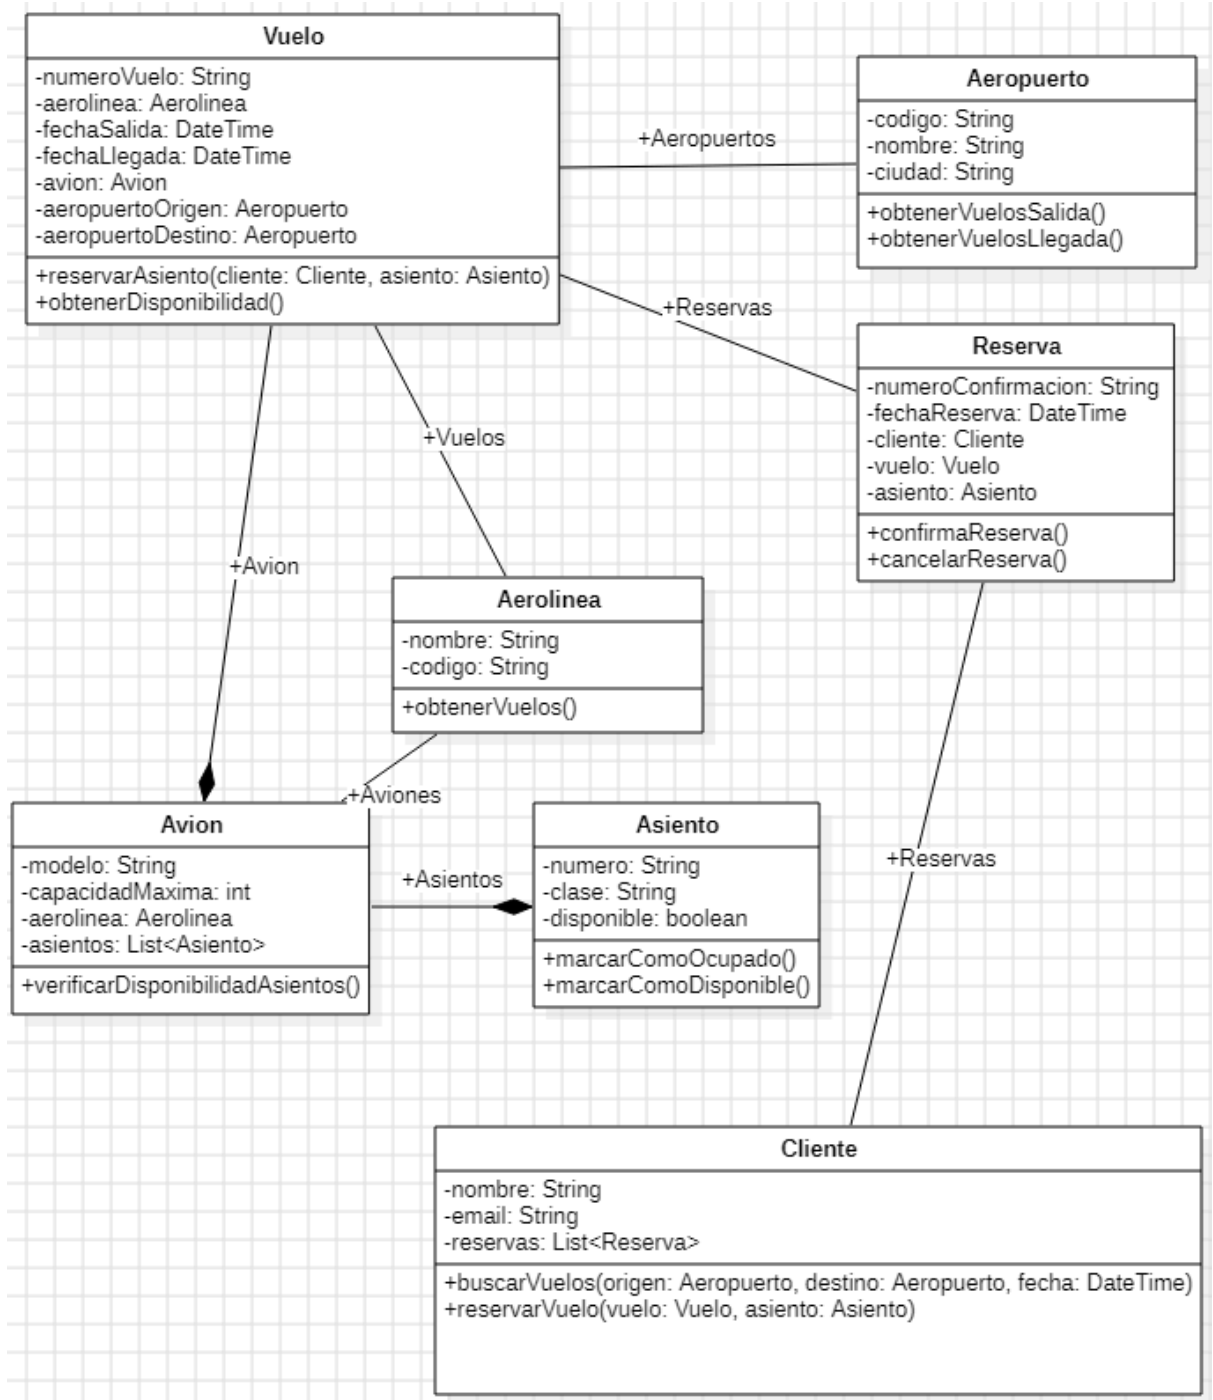 Vuelo
-numeroVuelo: String
-aerolinea: Aerolinea
-fechaSalida: DateTime
-fechaLlegada: DateTime
-avion: Avion
-aeropuertoOrigen: Aeropuerto
-aeropuertoDestino: Aeropuerto
+reservarAsiento(cliente: Cliente, asiento: Asiento)
+obtenerDisponibilidad()
+Aeropuertos
Aeropuerto
-codigo: String
-nombre: String
-ciudad: String
+obtenerVuelosSalida()
+obtenerVuelosLlegada()
+Reservas
Reserva
-numeroConfirmacion: String
-fechaReserva: DateTime
-cliente: Cliente
-vuelo: Vuelo
-asiento: Asiento
+confirmaReserva()
+cancelarReserva()
+Vuelos
+Avion
Aerolinea
-nombre: String
-codigo: String
+obtenerVuelos()
+Aviones
Avion
-modelo: String
-capacidadMaxima: int
-aerolinea: Aerolinea
-asientos: List<Asiento>
+verificarDisponibilidadAsientos()
+Asientos
Asiento
-numero: String
-clase: String
-disponible: boolean
+marcarComoOcupado()
+marcarComoDisponible()
+Reservas
Cliente
-nombre: String
-email: String
-reservas: List<Reserva>
+buscarVuelos(origen: Aeropuerto, destino: Aeropuerto, fecha: DateTime)
+reservarVuelo(vuelo: Vuelo, asiento: Asiento)